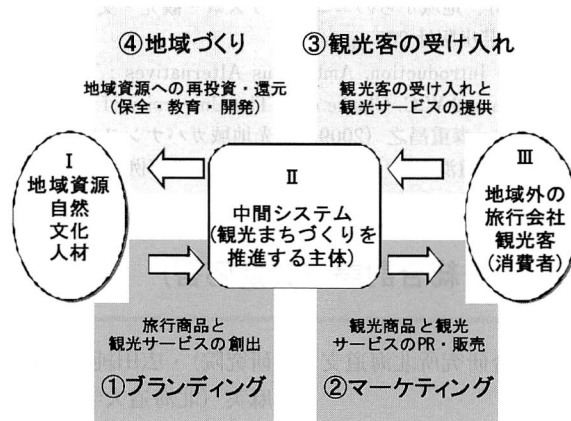 ④地域づくり
③観光客の受け入れ
地域資源への再投資・還元
(保全・教育・開発)
観光客の受け入れと
観光サービスの提供
Ⅰ
地域資源
自然
文化
人材
Ⅱ
中間システム
(観光まちづくりを
推進する主体)
Ⅲ
地域外の
旅行会社
観光客
(消費者)
旅行商品と
観光サービスの創出
観光商品と観光
サービスのPR・販売
①ブランディング
②マーケティング